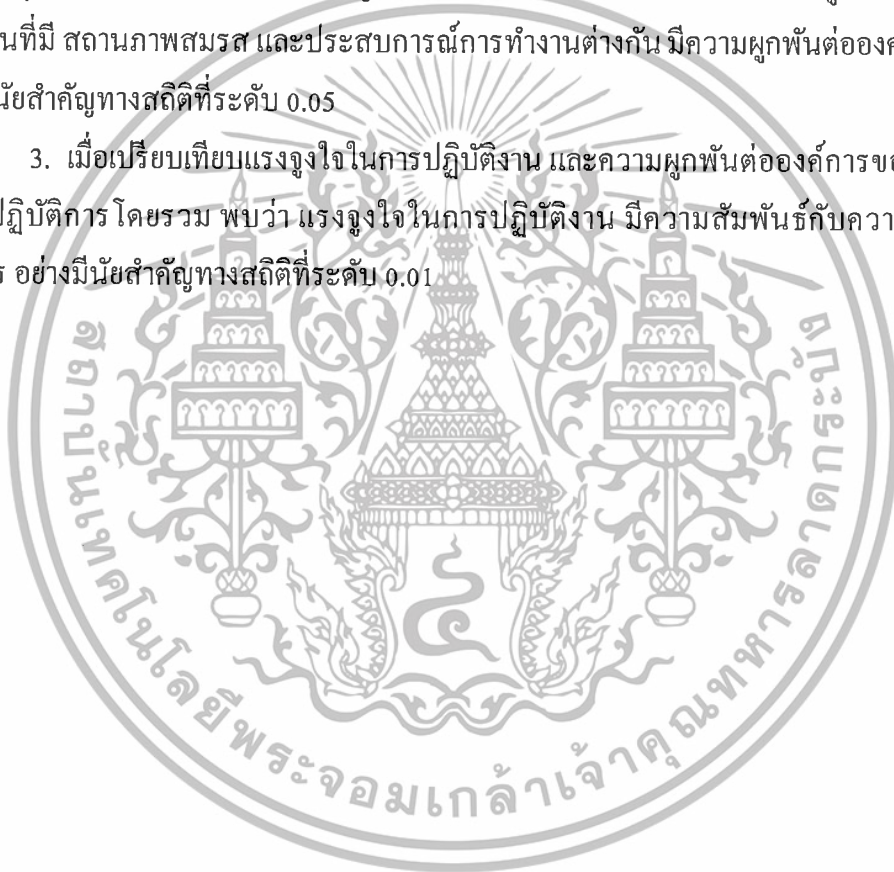 นที่มี สถานภาพสมรส และประสบการณ์การทำงานต่างกัน มีความผูกพันต่อองค
นัยสำคัญทางสถิติที่ระดับ 0.05
3. เมื่อเปรียบเทียบแรงจูงใจในการปฏิบัติงาน และความผูกพันต่อองค์การขอ
ปฏิบัติการ โดยรวม พบว่า แรงจูงใจในการปฏิบัติงาน มีความสัมพันธ์กับควา
ร อย่างมีนัยสำคัญทางสถิติที่ระดับ 0.01
สถาบันเทคโนโลยีพระจอมเกล้าเจ้าคุณทหารลาดกระบัง
๔